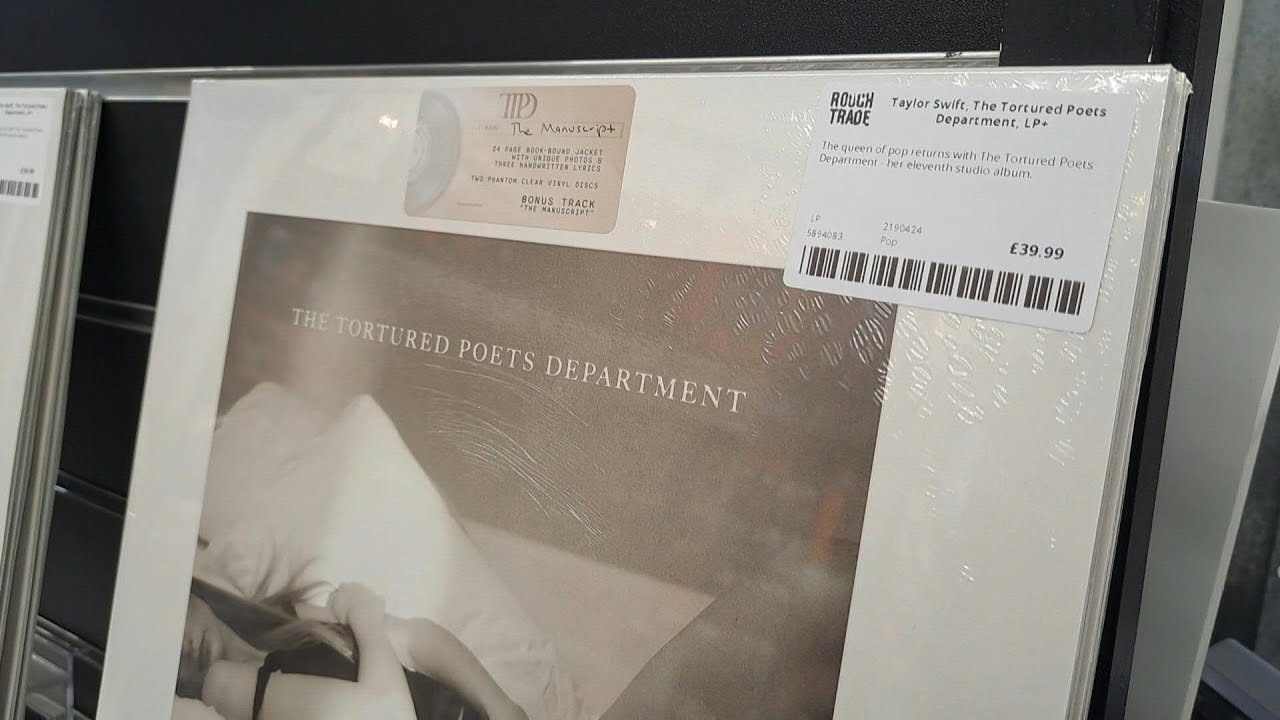 TTPD
The Manuscript
24 PAGE BOOK-BOUND JACKET
WITH UNIQUE PHOTOS &
THREE HANDWRITTEN LYRICS
TWO PHANTOM CLEAR VINYL DISCS
BONUS TRACK
"THE MANUSCRIPT"
ROUGH
TRADE
Taylor Swift, The Tortured Poets
Department, LP+
The queen of pop returns with The Tortured Poets
Department - her eleventh studio album.
LP
2190424
5894083
Pop
£39.99
THE TORTURED POETS DEPARTMENT